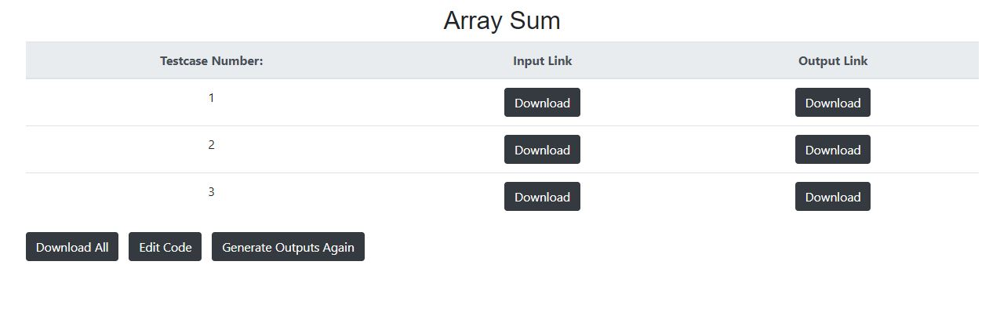 Array Sum
Testcase Number: Input Link Output Link
1 Download Download
2 Download Download
3 Download Download
Download All Edit Code Generate Outputs Again